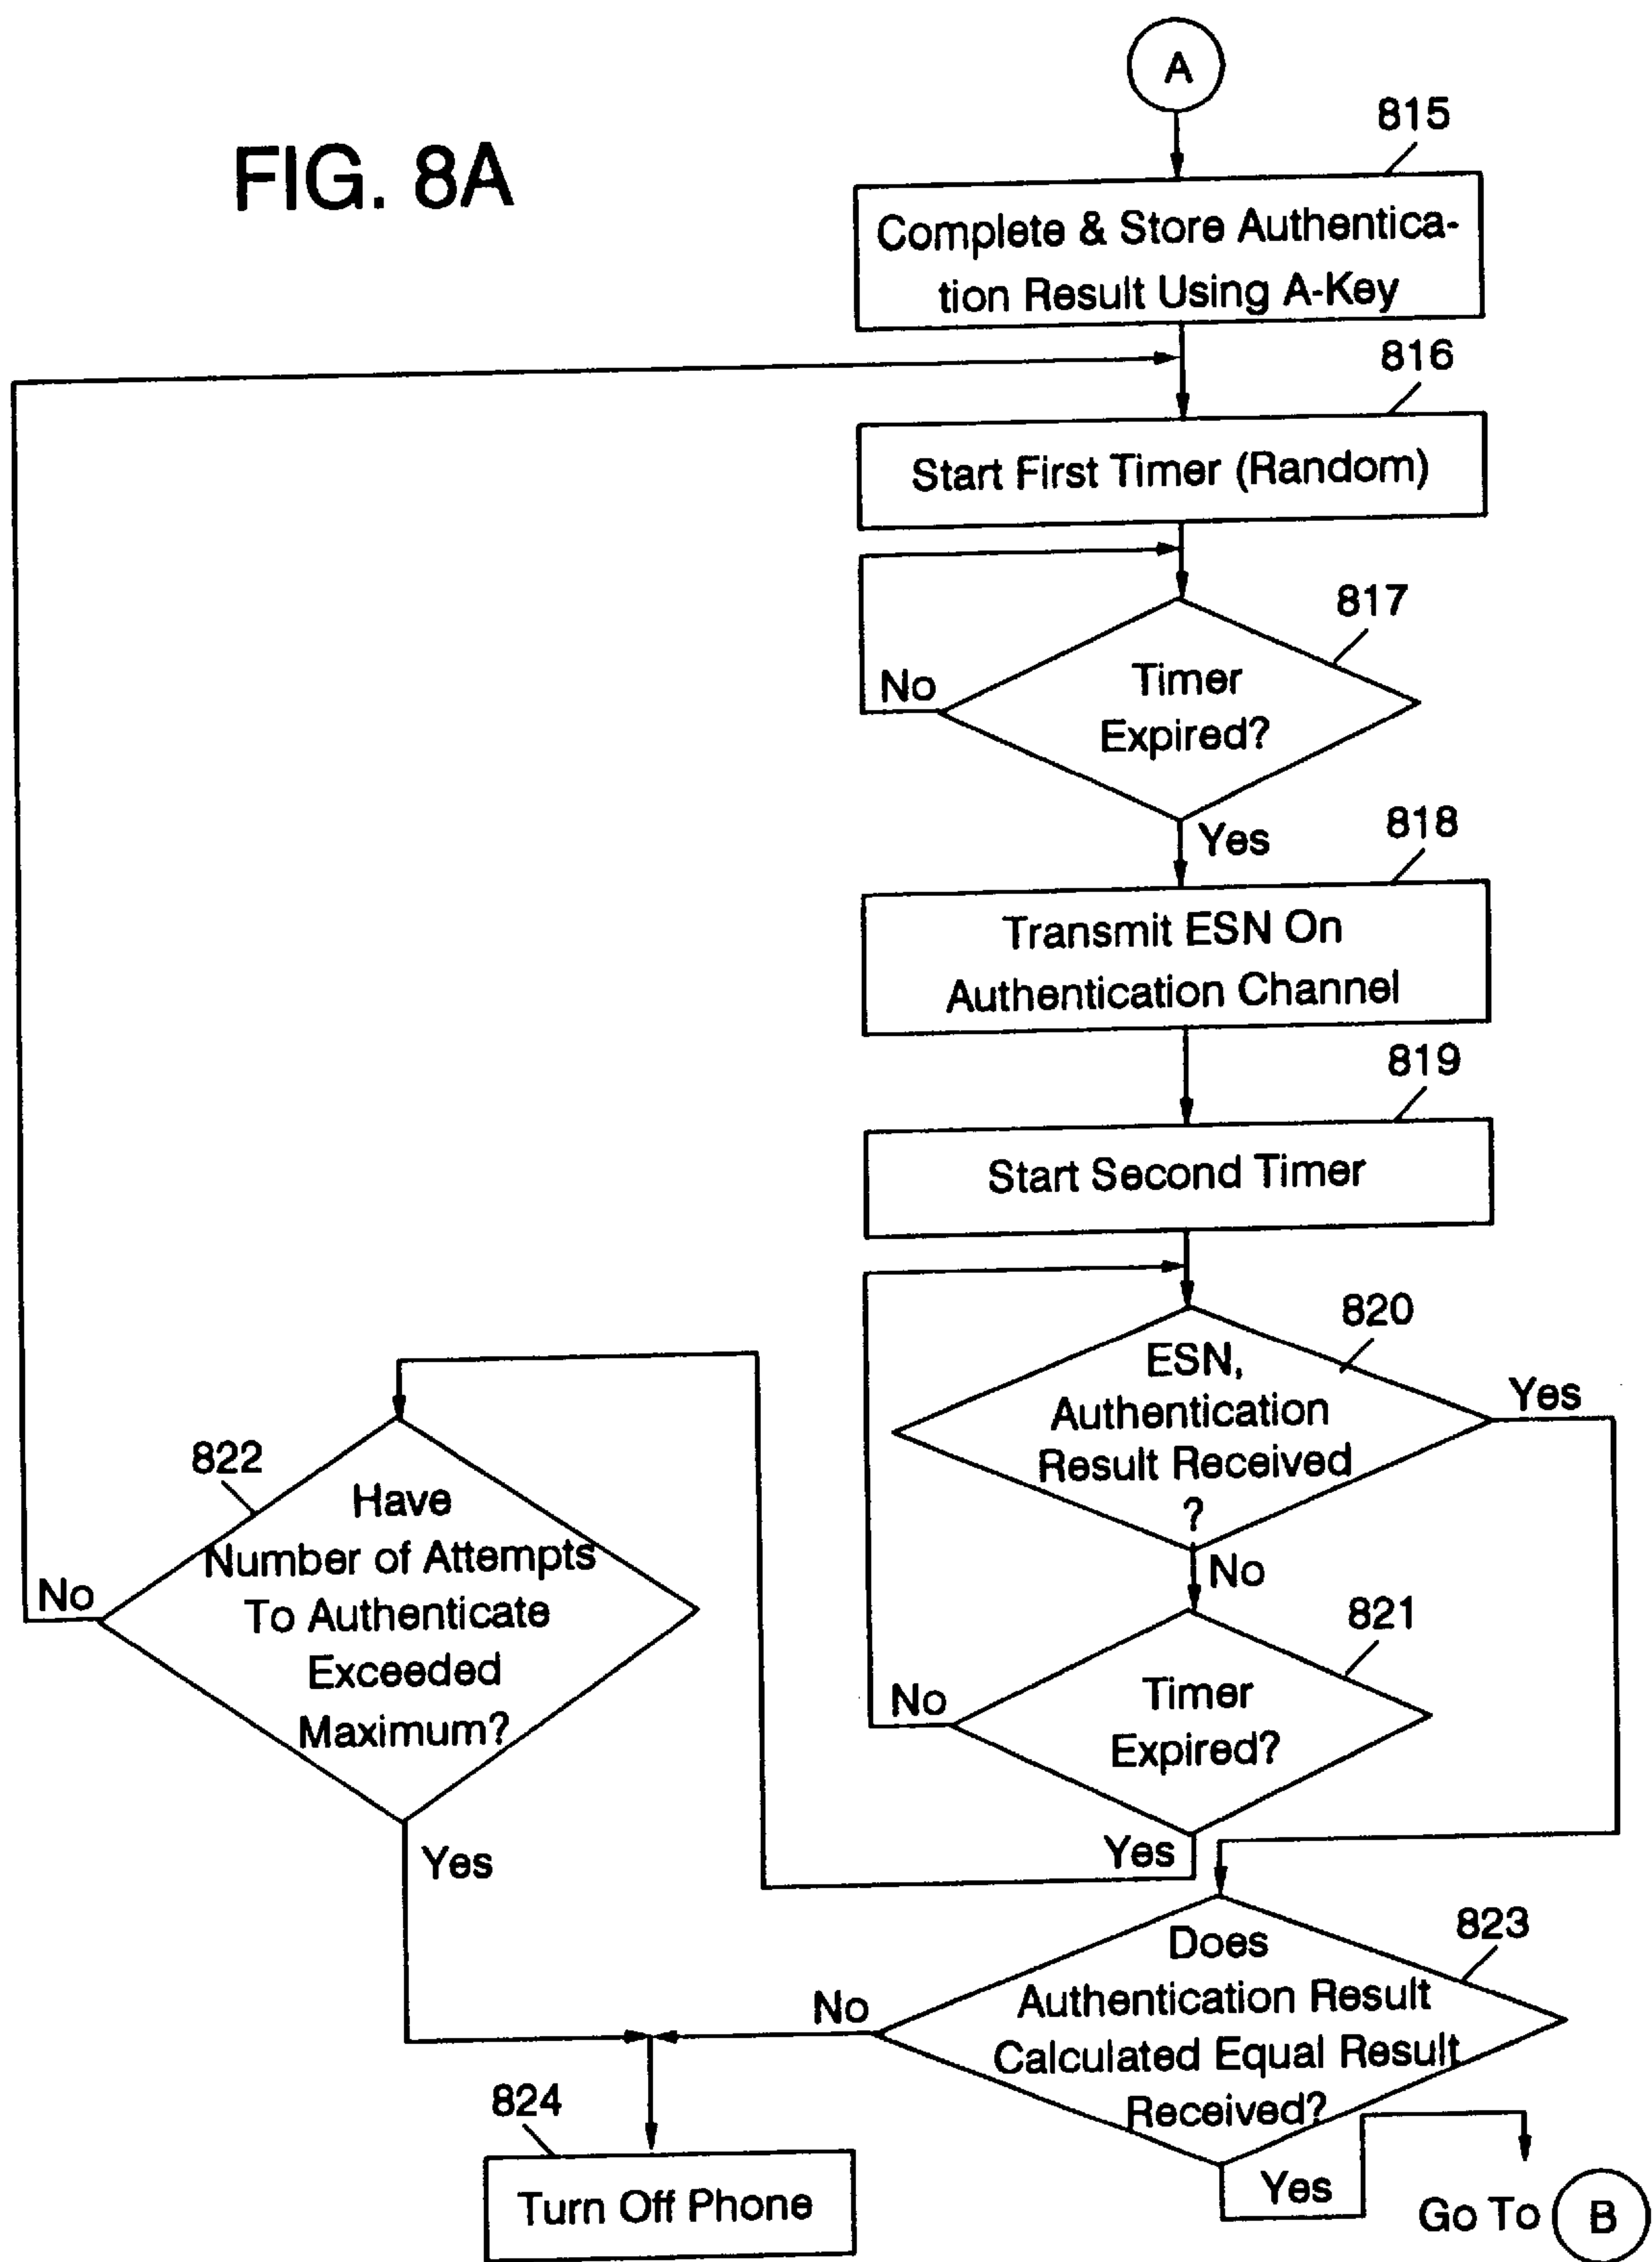 FIG. 8A
A
815
Complete & Store Authentica-
tion Result Using A-Key
816
Start First Timer (Random)
817
Timer
Expired?
No
Yes
818
Transmit ESN On
Authentication Channel
819
Start Second Timer
820
ESN,
Authentication
Result Received
?
Yes
No
821
Timer
Expired?
No
Yes
822
Have
Number of Attempts
To Authenticate
Exceeded
Maximum?
No
Yes
823
Does
Authentication Result
Calculated Equal Result
Received?
No
Yes
824
Turn Off Phone
Go To B